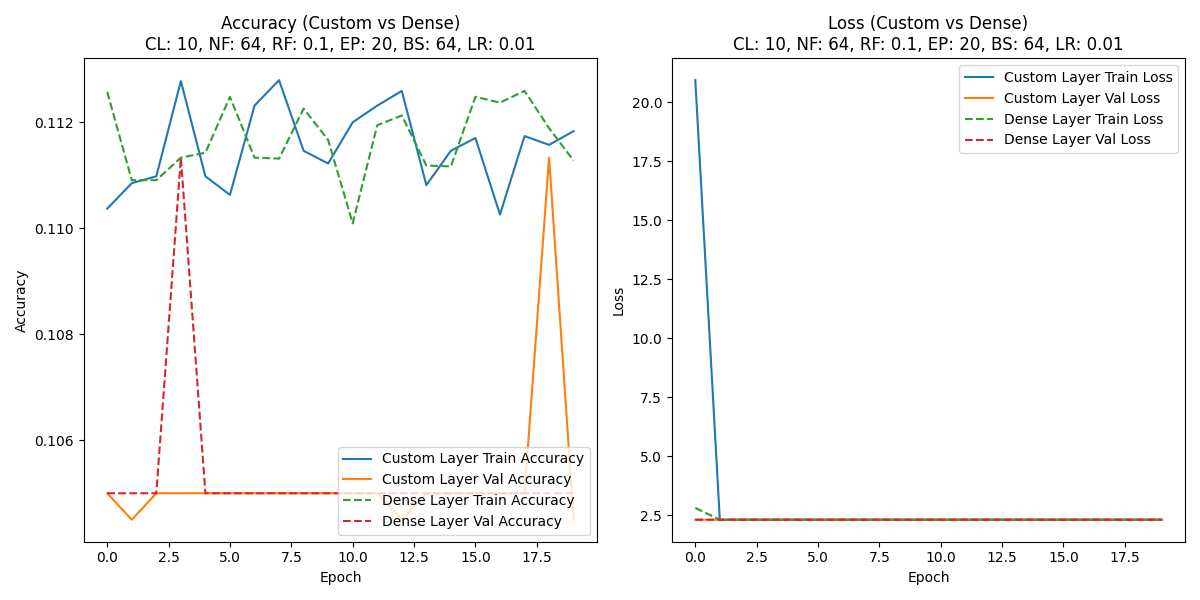 Accuracy (Custom vs Dense)
CL: 10, NF: 64, RF: 0.1, EP: 20, BS: 64, LR: 0.01
Accuracy
0.112
0.110
0.108
0.106
0.0
2.5
5.0
7.5
10.0
12.5
15.0
17.5
Epoch
Custom Layer Train Accuracy
Custom Layer Val Accuracy
Dense Layer Train Accuracy
Dense Layer Val Accuracy
Loss (Custom vs Dense)
CL: 10, NF: 64, RF: 0.1, EP: 20, BS: 64, LR: 0.01
Loss
20.0
17.5
15.0
12.5
10.0
7.5
5.0
2.5
0.0
2.5
5.0
7.5
10.0
12.5
15.0
17.5
Epoch
Custom Layer Train Loss
Custom Layer Val Loss
Dense Layer Train Loss
Dense Layer Val Loss